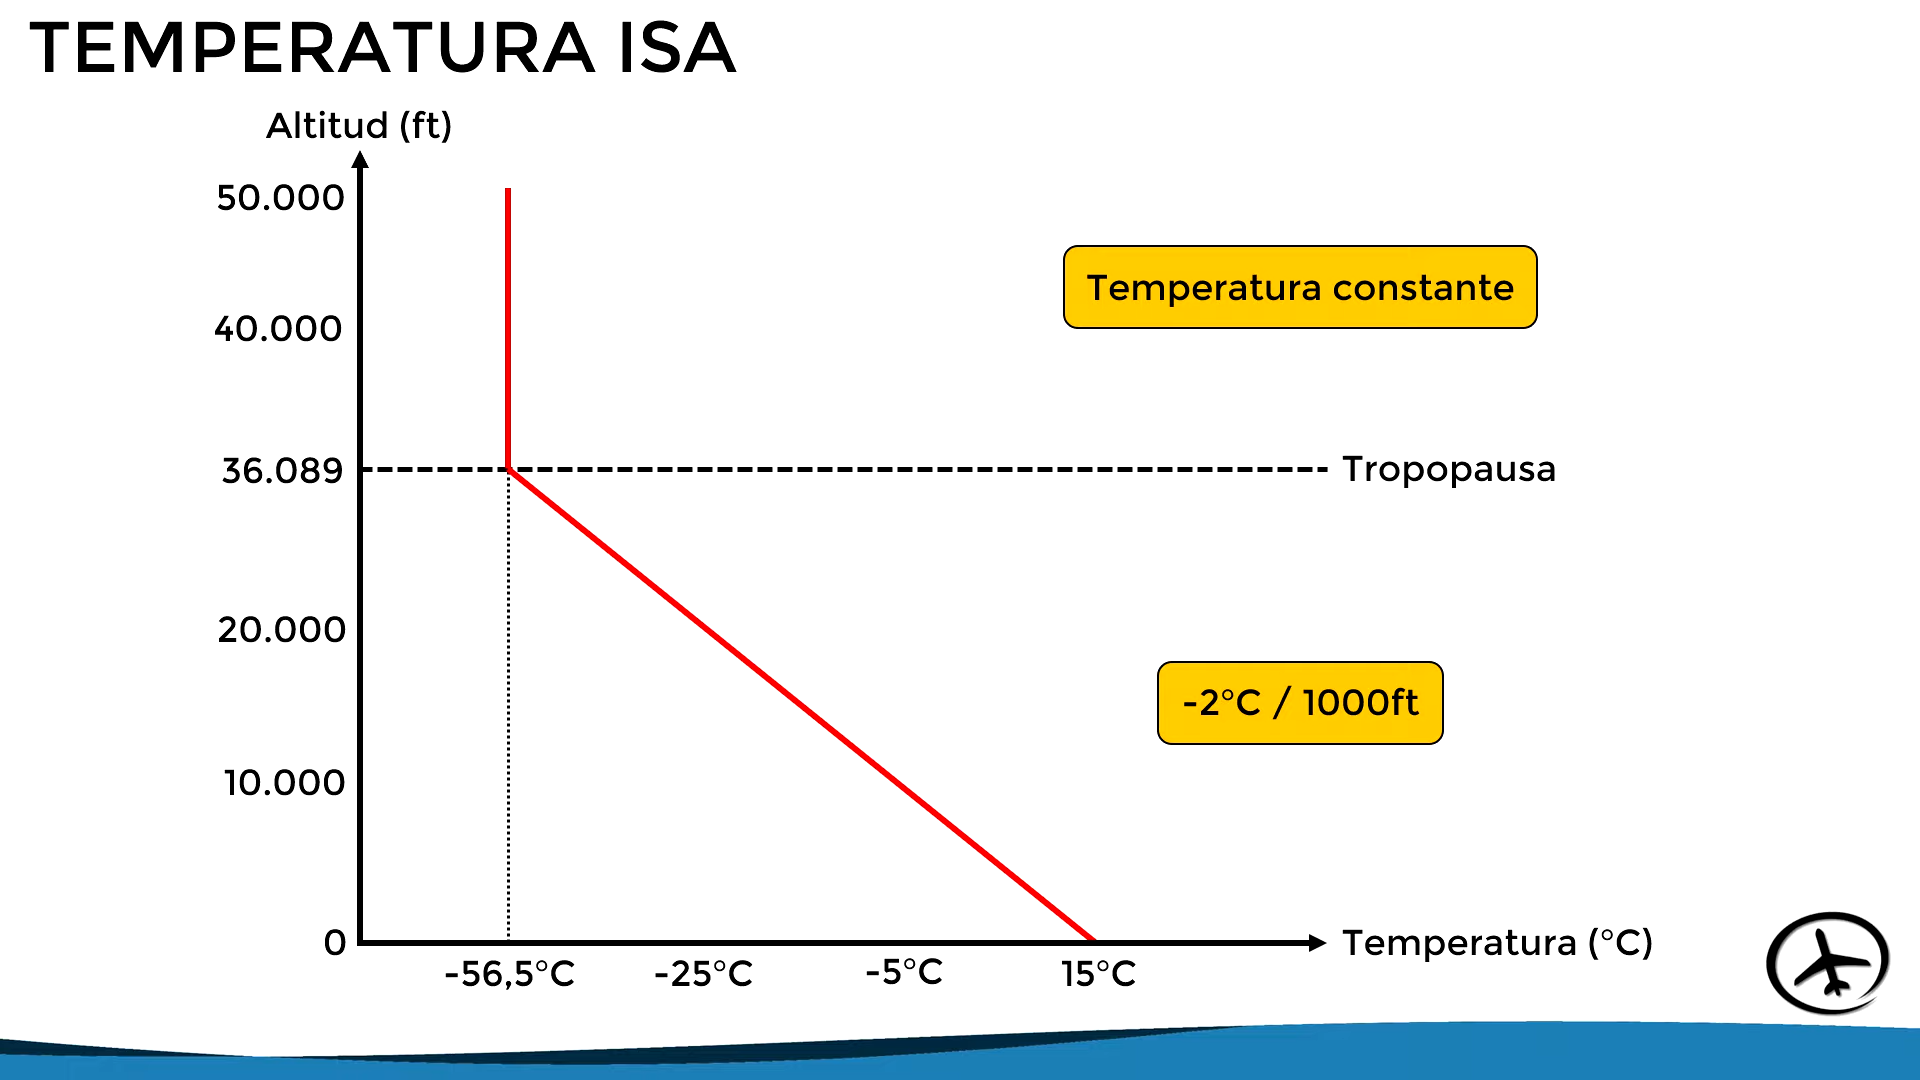 TEMPERATURA ISA
Altitud (ft)
50.000
Temperatura constante
40.000
36.089
Tropopausa
20.000
-2°C / 1000ft
10.000
0
Temperatura (°C)
-56,5°C
-25°C
-5°C
15°C